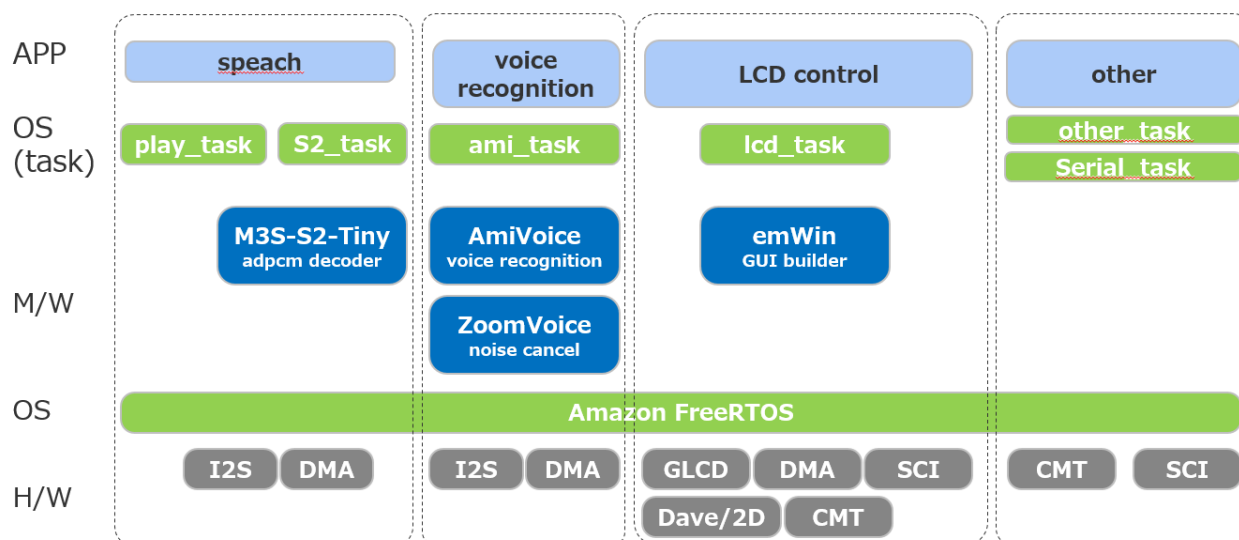 APP
speach
voice
recognition
LCD control
other
OS
(task)
play_task
S2_task
ami_task
lcd_task
other_task
Serial_task
M/W
M3S-S2-Tiny
adpcm decoder
AmiVoice
voice recognition
emWin
GUI builder
ZoomVoice
noise cancel
OS
Amazon FreeRTOS
H/W
I2S
DMA
I2S
DMA
GLCD
DMA
SCI
CMT
SCI
Dave/2D
CMT